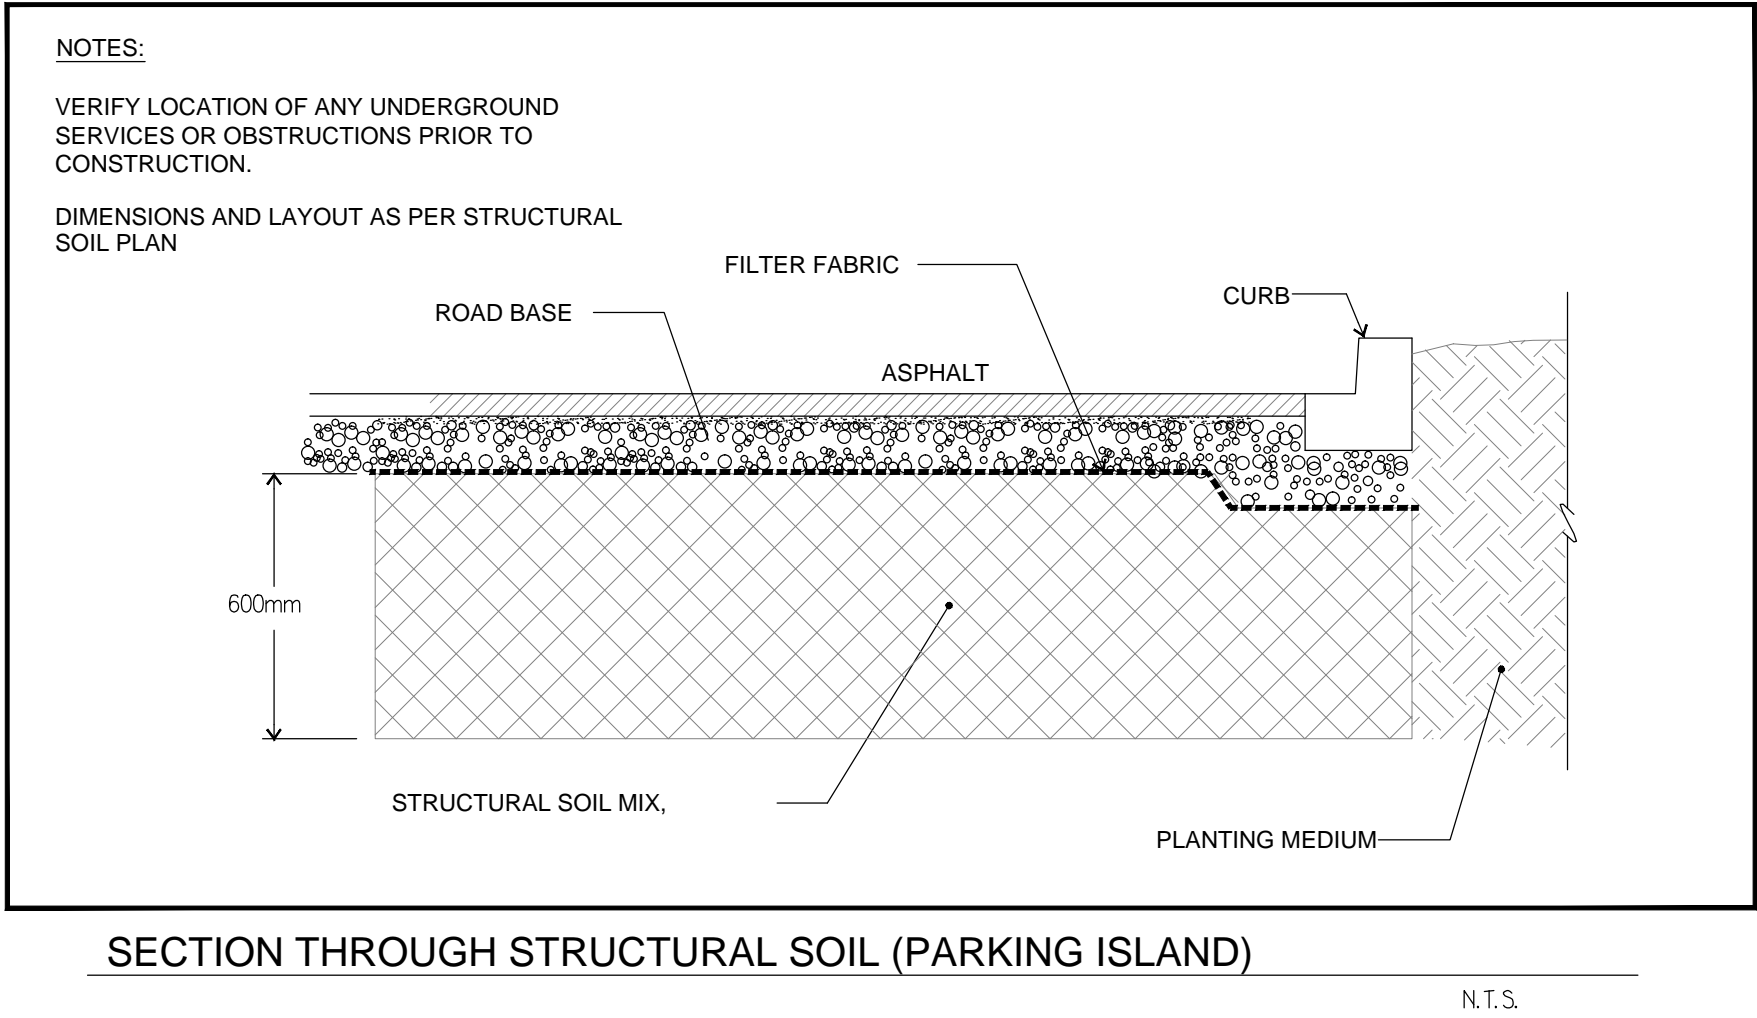 NOTES:
VERIFY LOCATION OF ANY UNDERGROUND
SERVICES OR OBSTRUCTIONS PRIOR TO
CONSTRUCTION.
DIMENSIONS AND LAYOUT AS PER STRUCTURAL
SOIL PLAN
FILTER FABRIC
CURB
ROAD BASE
ASPHALT
600mm
STRUCTURAL SOIL MIX,
PLANTING MEDIUM
SECTION THROUGH STRUCTURAL SOIL (PARKING ISLAND)
N.T.S.